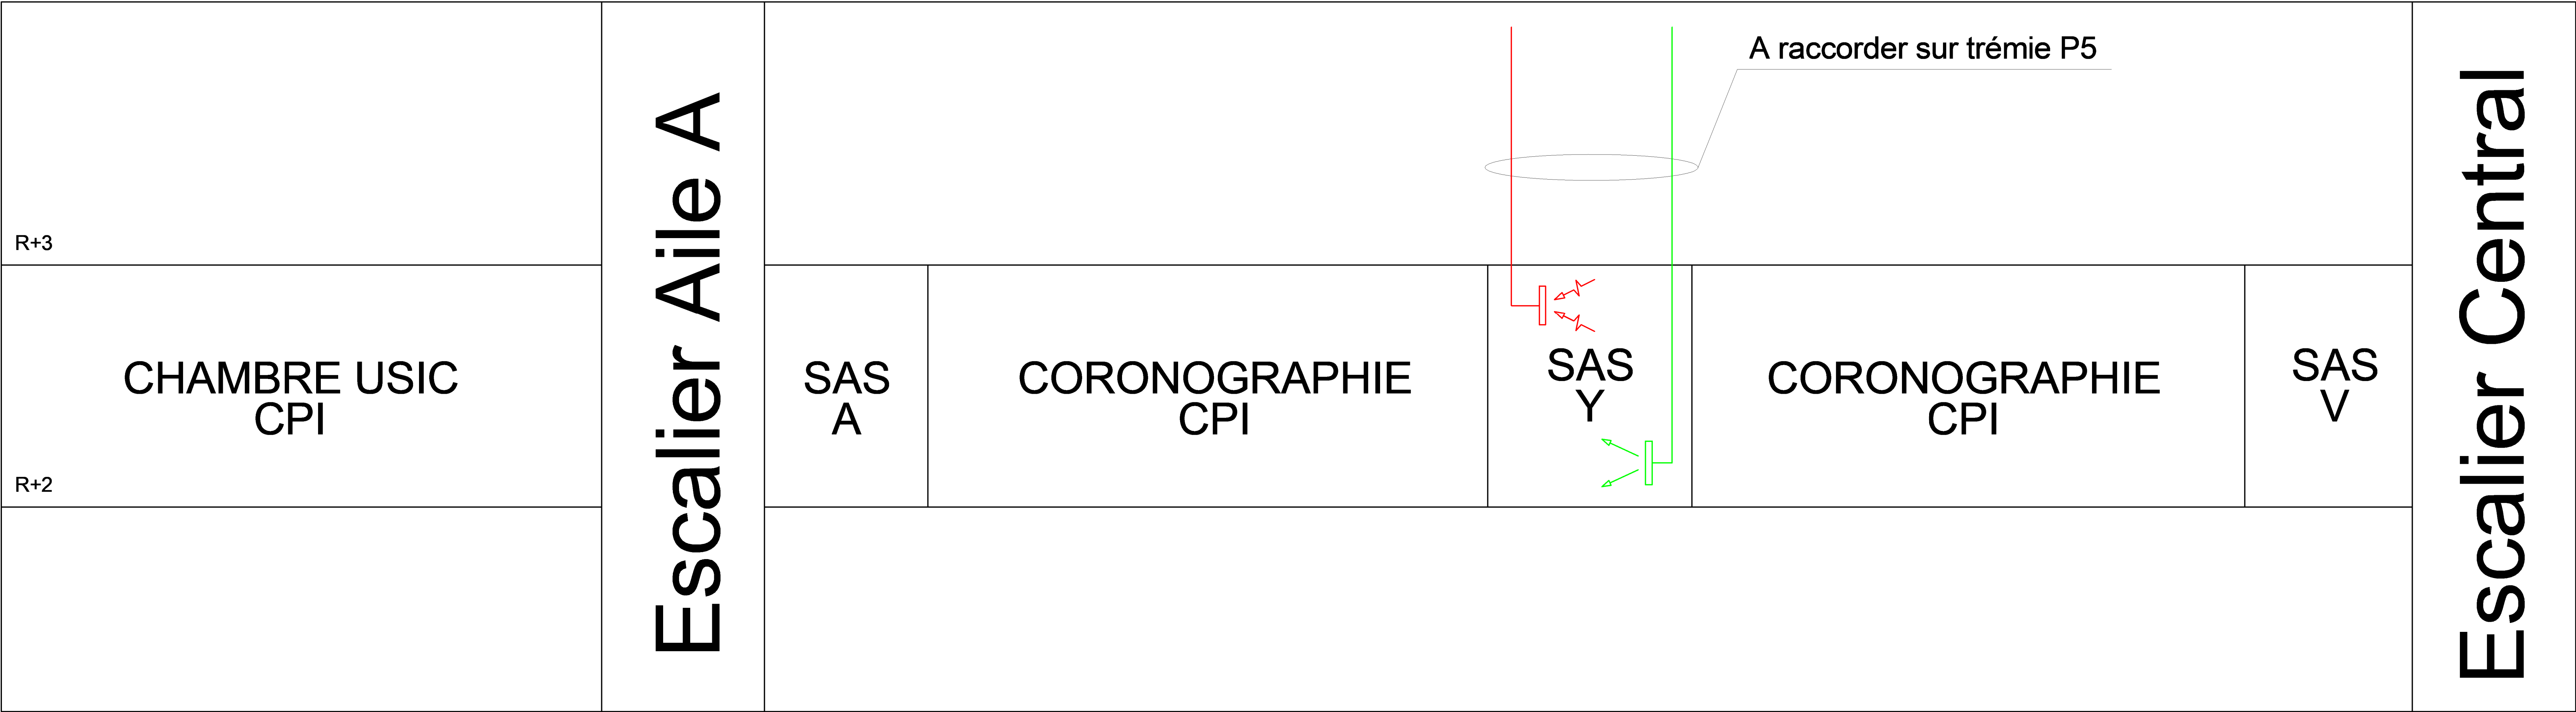 A raccorder sur trémie P5
R+3
Escalier Aile A
Escalier Central
CHAMBRE USIC
CPI
SAS
A
CORONOGRAPHIE
CPI
SAS
Y
CORONOGRAPHIE
CPI
SAS
V
R+2